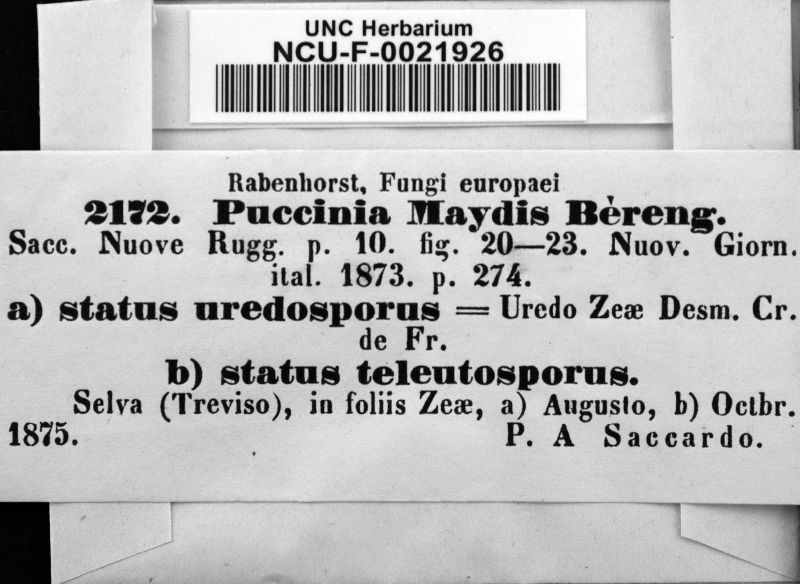 UNC Herbarium
NCU-F-0021926
Rabenhorst, Fungi europaei
2172. Puccinia Maydis Bèreng.
Sacc. Nuove Rugg. p. 10. fig. 20—23. Nuov. Giorn.
ital. 1873. p. 274.
a) status uredosporus = Uredo Zeæ Desm. Cr.
de Fr.
b) status teleutosporus.
Selva (Treviso), in foliis Zeæ, a) Augusto, b) Octbr.
1875. P. A Saccardo.